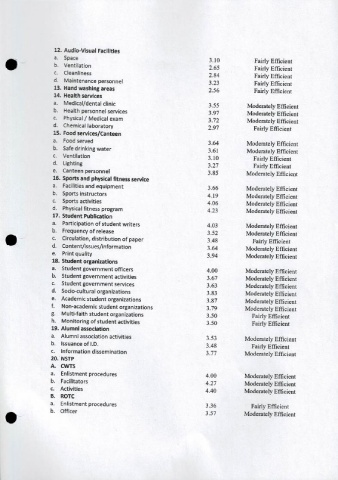 12. Audio-Visual Facilities
a. Space 3.10 Fairly Efficient
b. Ventilation 2.65 Fairly Efficient
c. Cleanliness 2.84 Fairly Efficient
d. Maintenance personnel 3.23 Fairly Efficient
13. Hand washing areas 2.56 Fairly Efficient
14. Health services
a. Medical/dental clinic 3.55 Moderately Efficient
b. Health personnel services 3.97 Moderately Efficient
c. Physical / Medical exam 3.72 Moderately Efficient
d. Chemical laboratory 2.97 Fairly Efficient
15. Food services/Canteen
a. Food served 3.64 Moderately Efficient
b. Safe drinking water 3.61 Moderately Efficient
c. Ventilation 3.10 Fairly Efficient
d. Lighting 3.27 Fairly Efficient
e. Canteen personnel 3.85 Moderately Efficient
16. Sports and physical fitness service
a. Facilities and equipment 3.66 Moderately Efficient
b. Sports instructors 4.19 Moderately Efficient
c. Sports activities 4.06 Moderately Efficient
d. Physical fitness program 4.23 Moderately Efficient
17. Student Publication
a. Participation of student writers 4.03 Moderately Efficient
b. Frequency of release 3.52 Moderately Efficient
c. Circulation, distribution of paper 3.48 Fairly Efficient
d. Content/issues/information 3.64 Moderately Efficient
e. Print quality 3.94 Moderately Efficient
18. Student organizations
a. Student government officers 4.00 Moderately Efficient
b. Student government activities 3.67 Moderately Efficient
c. Student government services 3.63 Moderately Efficient
d. Socio-cultural organizations 3.83 Moderately Efficient
e. Academic student organizations 3.87 Moderately Efficient
f. Non-academic student organizations 3.79 Moderately Efficient
g. Multi-faith student organizations 3.50 Fairly Efficient
h. Monitoring of student activities 3.50 Fairly Efficient
19. Alumni association
a. Alumni association activities 3.53 Moderately Efficient
b. Issuance of I.D. 3.48 Fairly Efficient
c. Information dissemination 3.77 Moderately Efficient
20. NSTP
A. CWTS
a. Enlistment procedures 4.00 Moderately Efficient
b. Facilitators 4.27 Moderately Efficient
c. Activities 4.40 Moderately Efficient
B. ROTC
a. Enlistment procedures 3.36 Fairly Efficient
b. Officer 3.57 Moderately Efficient